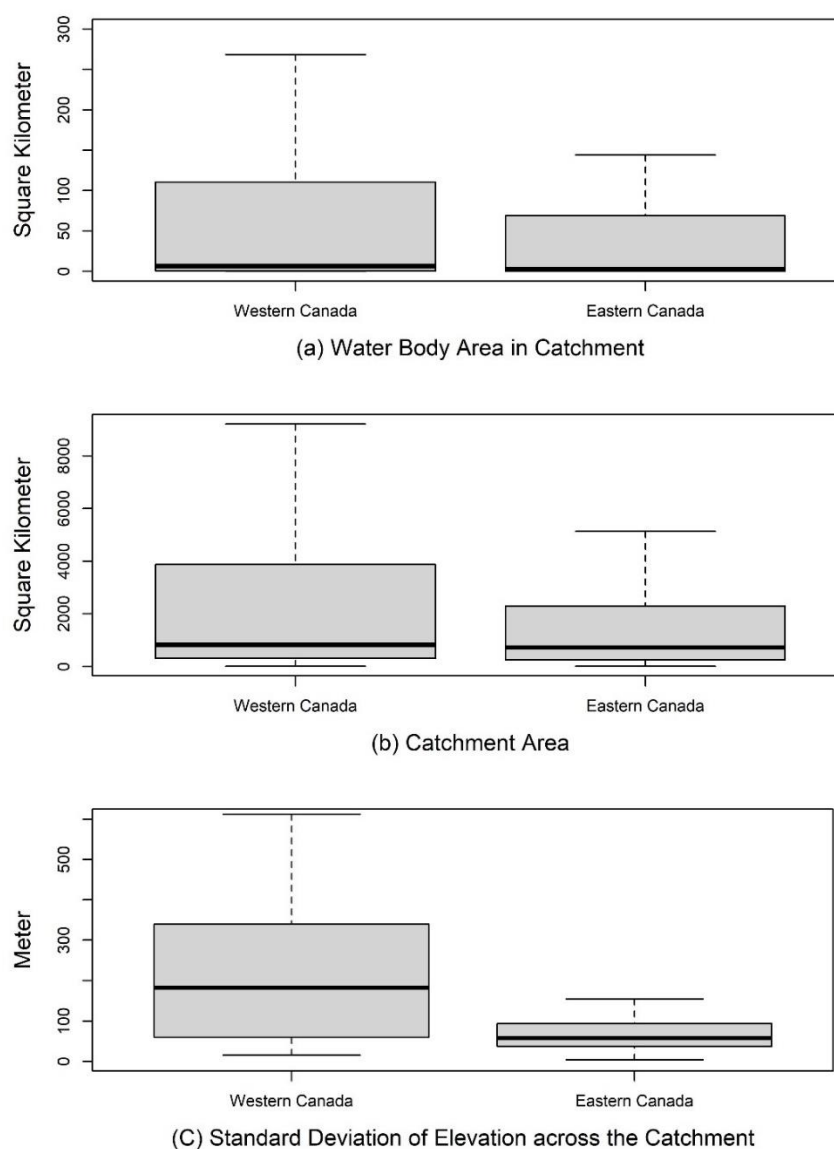 Square Kilometer
300
200
100
50
0
Western Canada Eastern Canada
(a) Water Body Area in Catchment
Square Kilometer
8000
6000
4000
2000
0
Western Canada Eastern Canada
(b) Catchment Area
Meter
500
300
100
0
Western Canada Eastern Canada
(C) Standard Deviation of Elevation across the Catchment